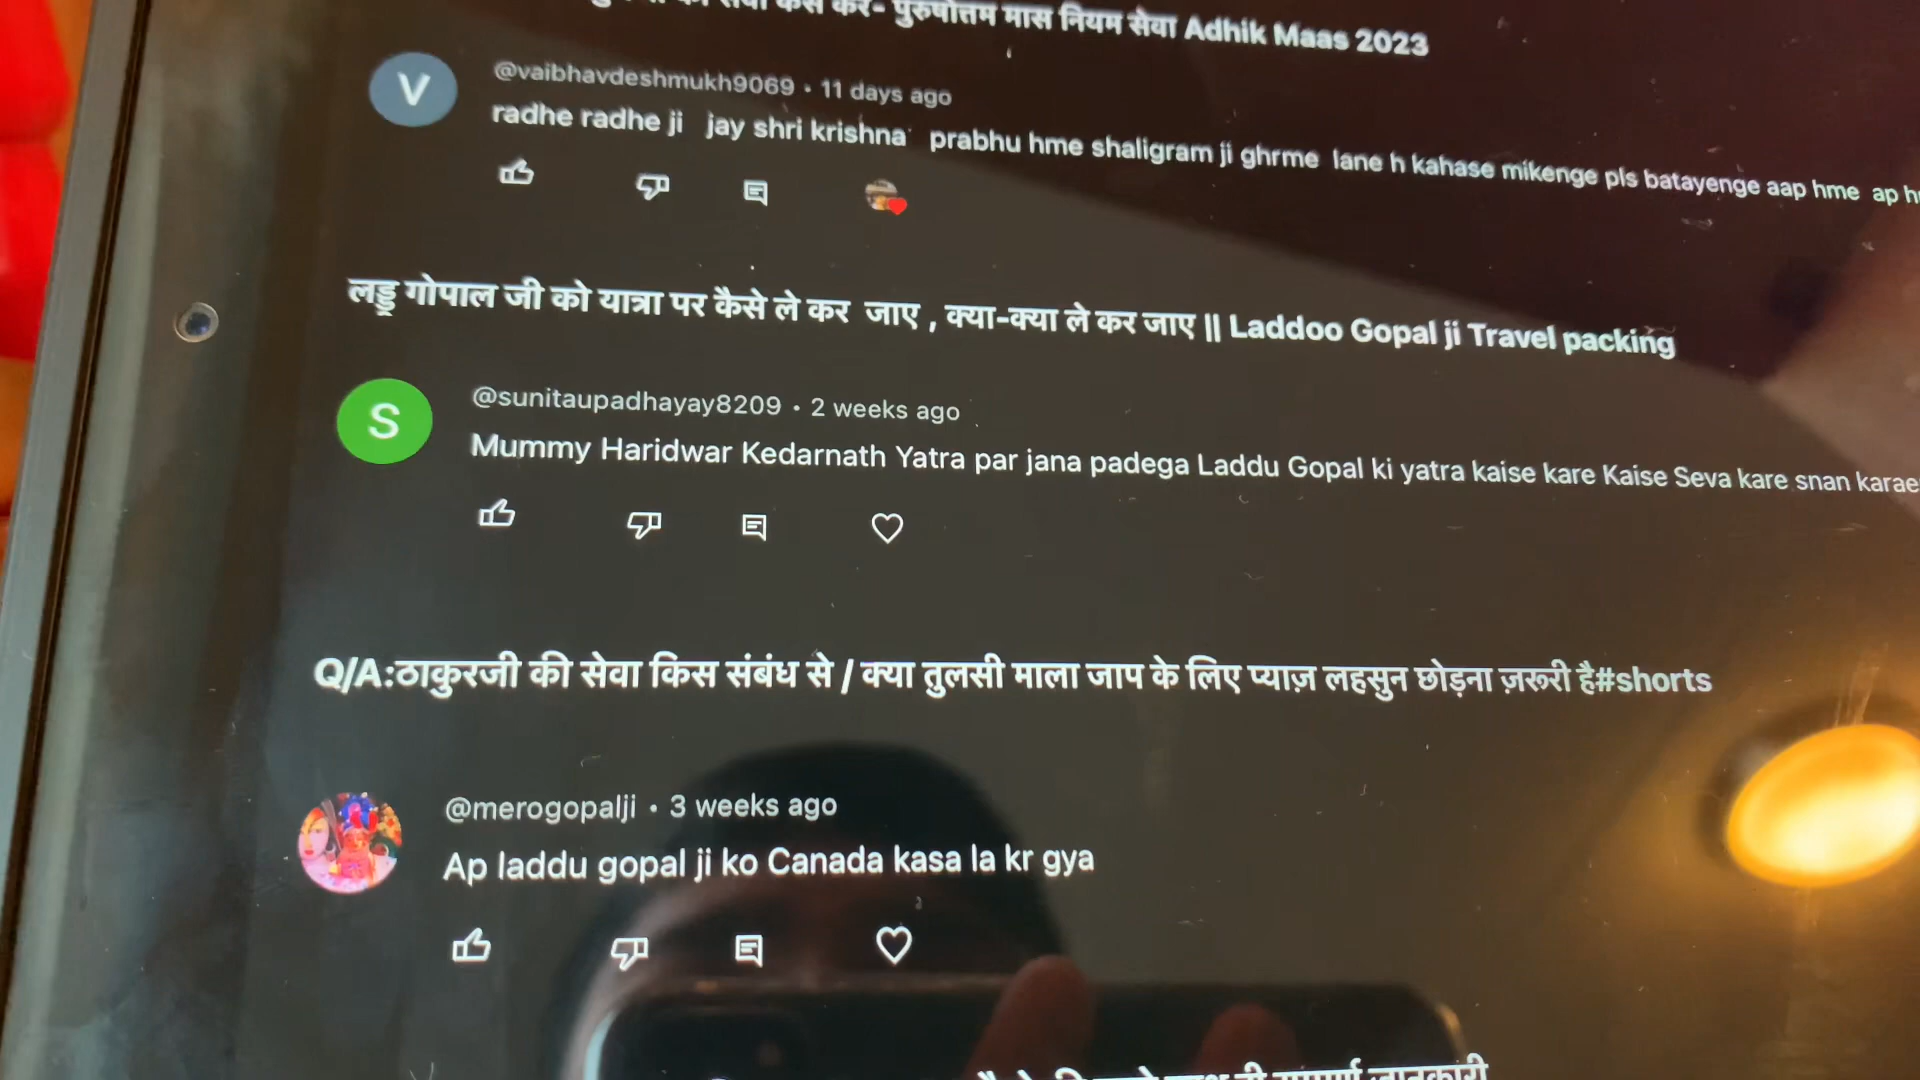 पुरुषोत्तम मास नियम सेवा Adhik Maas 2023
V
@vaibhavdeshmukh9069 • 11 days ago
radhe radhe ji jay shri krishna prabhu hme shaligram ji ghrme lane h kahase mikenge pls batayenge aap hme ap
लड्डू गोपाल जी को यात्रा पर कैसे ले कर जाए , क्या-क्या ले कर जाए || Laddoo Gopal ji Travel packing
S
@sunitaupadhayay8209 • 2 weeks ago
Mummy Haridwar Kedarnath Yatra par jana padega Laddu Gopal ki yatra kaise kare Kaise Seva kare snan karae
Q/A:ठाकुरजी की सेवा किस संबंध से / क्या तुलसी माला जाप के लिए प्याज़ लहसुन छोड़ना ज़रूरी है#shorts
@merogopalji • 3 weeks ago
Ap laddu gopal ji ko Canada kasa la kr gya